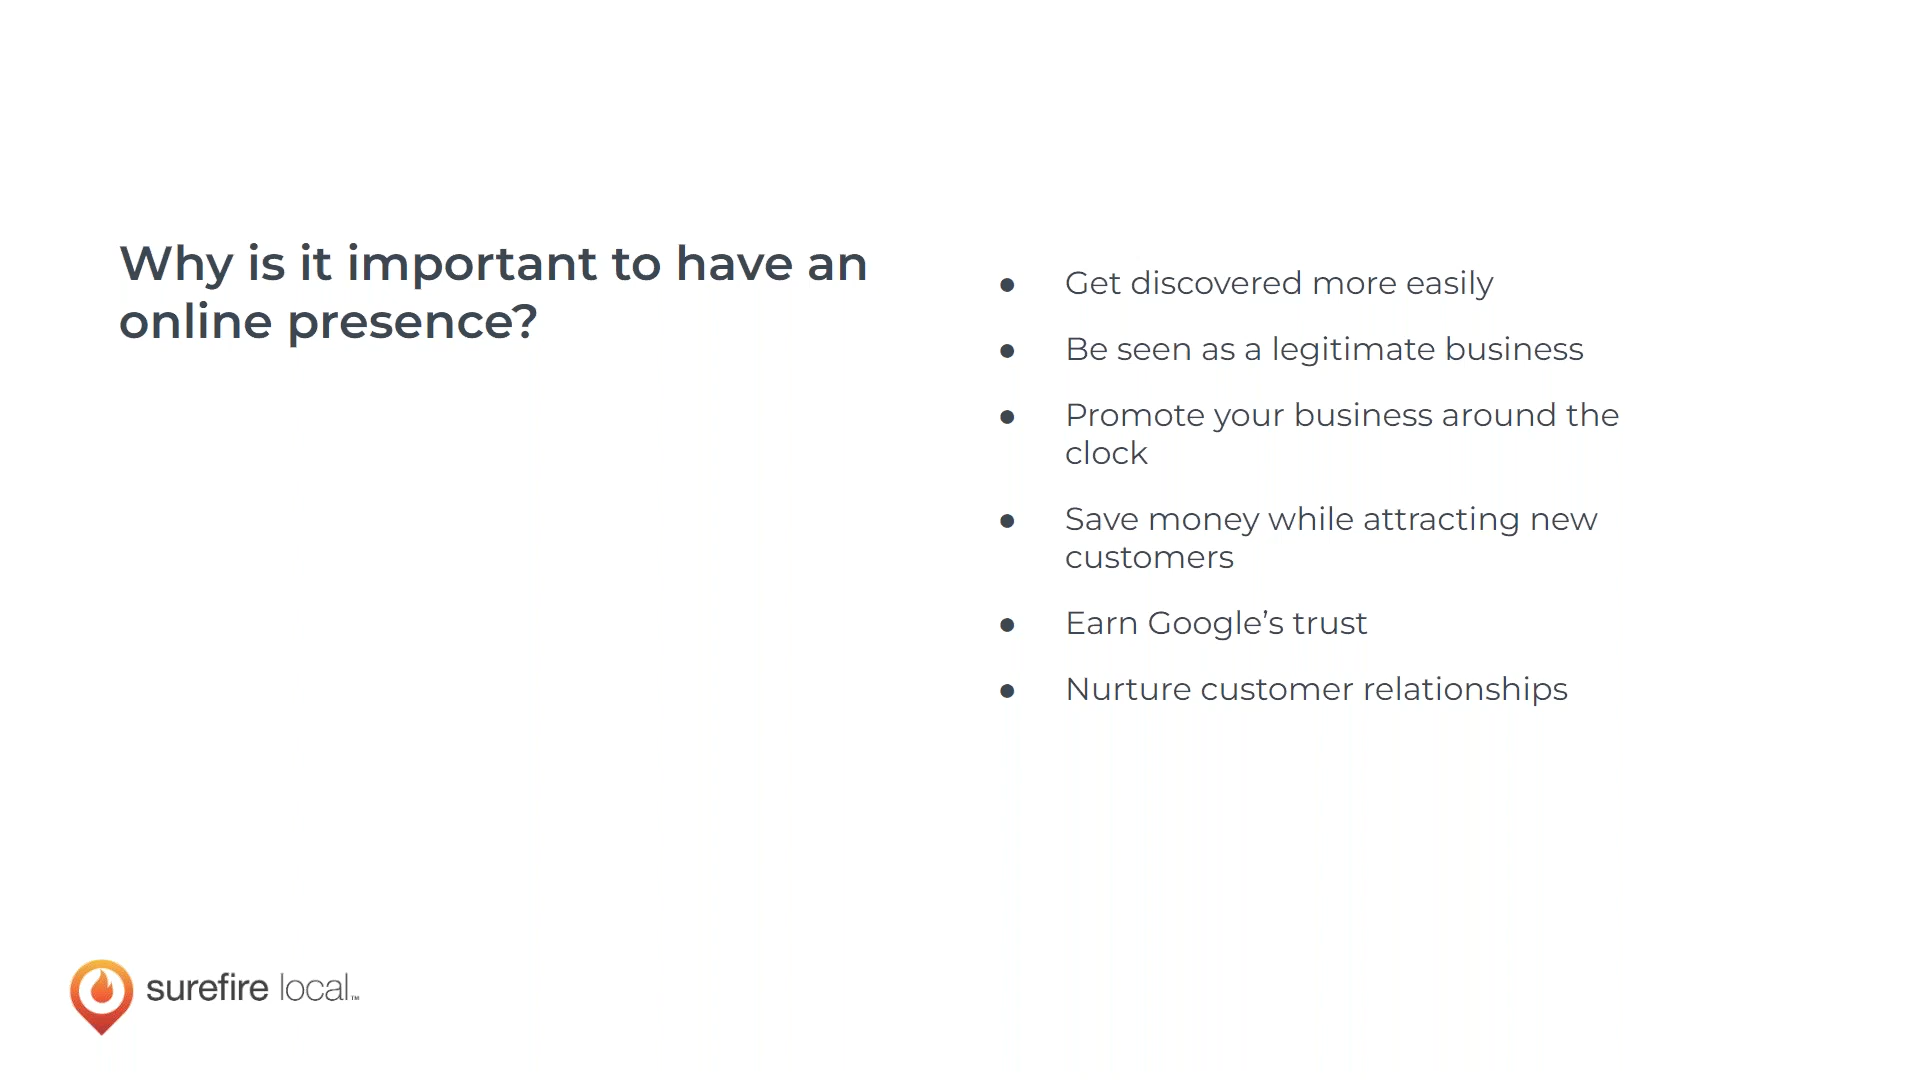 Why is it important to have an
online presence?
● Get discovered more easily
● Be seen as a legitimate business
● Promote your business around the
clock
● Save money while attracting new
customers
● Earn Google’s trust
● Nurture customer relationships
surefire local™